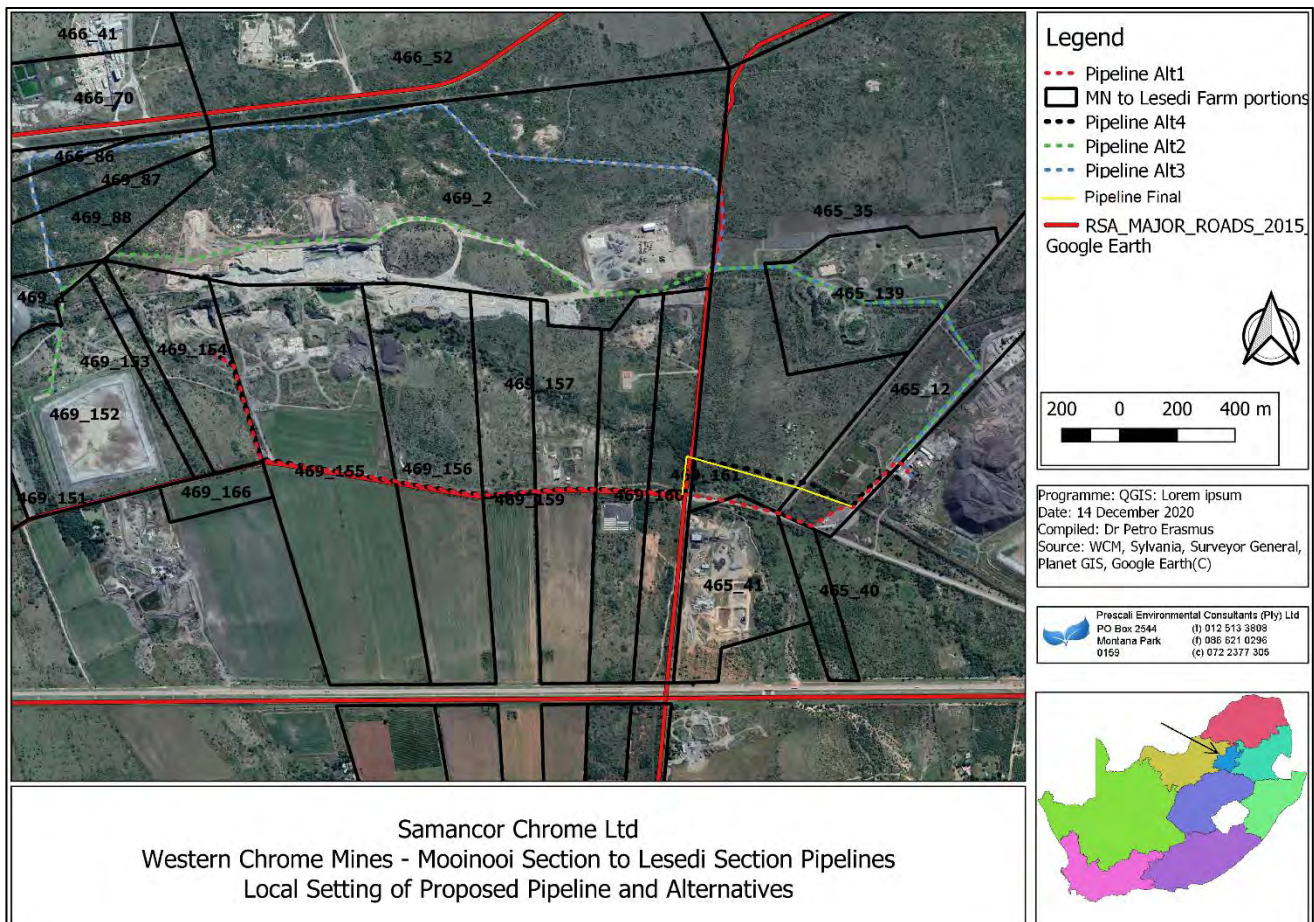 466_41
466_52
466_70
466_86
469_87
469_2
469_88
465_35
465_139
469_153
469_154
469_157
465_12
469_152
469_155
469_156
469_151
469_166
469_159
469_160
465_41
465_40
Legend
Pipeline Alt1
MN to Lesedi Farm portions
Pipeline Alt4
Pipeline Alt2
Pipeline Alt3
Pipeline Final
RSA_MAJOR_ROADS_2015_
Google Earth
200 0 200 400 m
Programme: QGIS: Lorem ipsum
Date: 14 December 2020
Compiled: Dr Petro Erasmus
Source: WCM, Sylvania, Surveyor General,
Planet GIS, Google Earth(C)
Prescali Environmental Consultants (Pty) Ltd
PO Box 2544 (t) 012 513 3808
Montana Park (f) 086 621 0296
0159 (c) 072 2377 305
Samancor Chrome Ltd
Western Chrome Mines - Mooinooi Section to Lesedi Section Pipelines
Local Setting of Proposed Pipeline and Alternatives